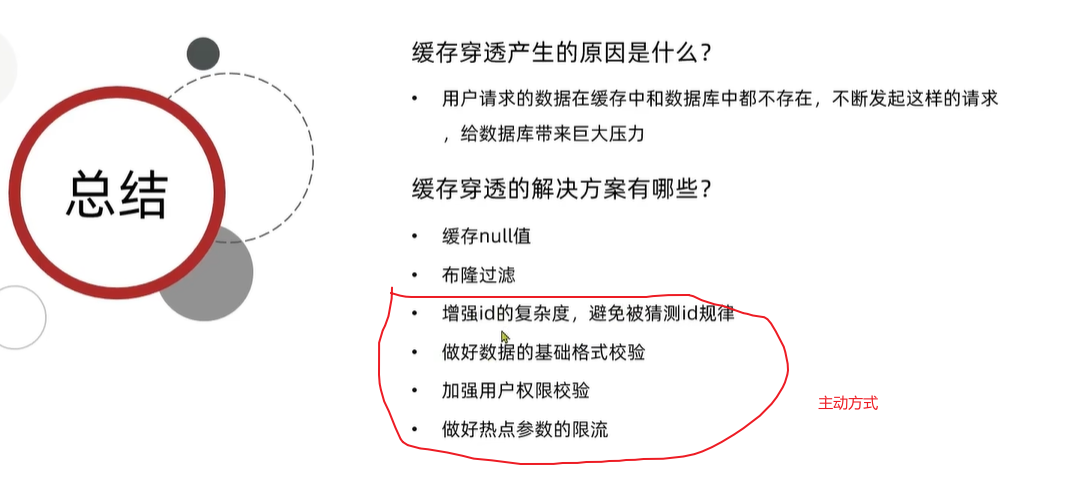 总结
缓存穿透产生的原因是什么？
• 用户请求的数据在缓存中和数据库中都不存在，不断发起这样的请求
，给数据库带来巨大压力
缓存穿透的解决方案有哪些？
• 缓存null值
• 布隆过滤
• 增强id的复杂度，避免被猜测id规律
• 做好数据的基础格式校验
• 加强用户权限校验
• 做好热点参数的限流
主动方式